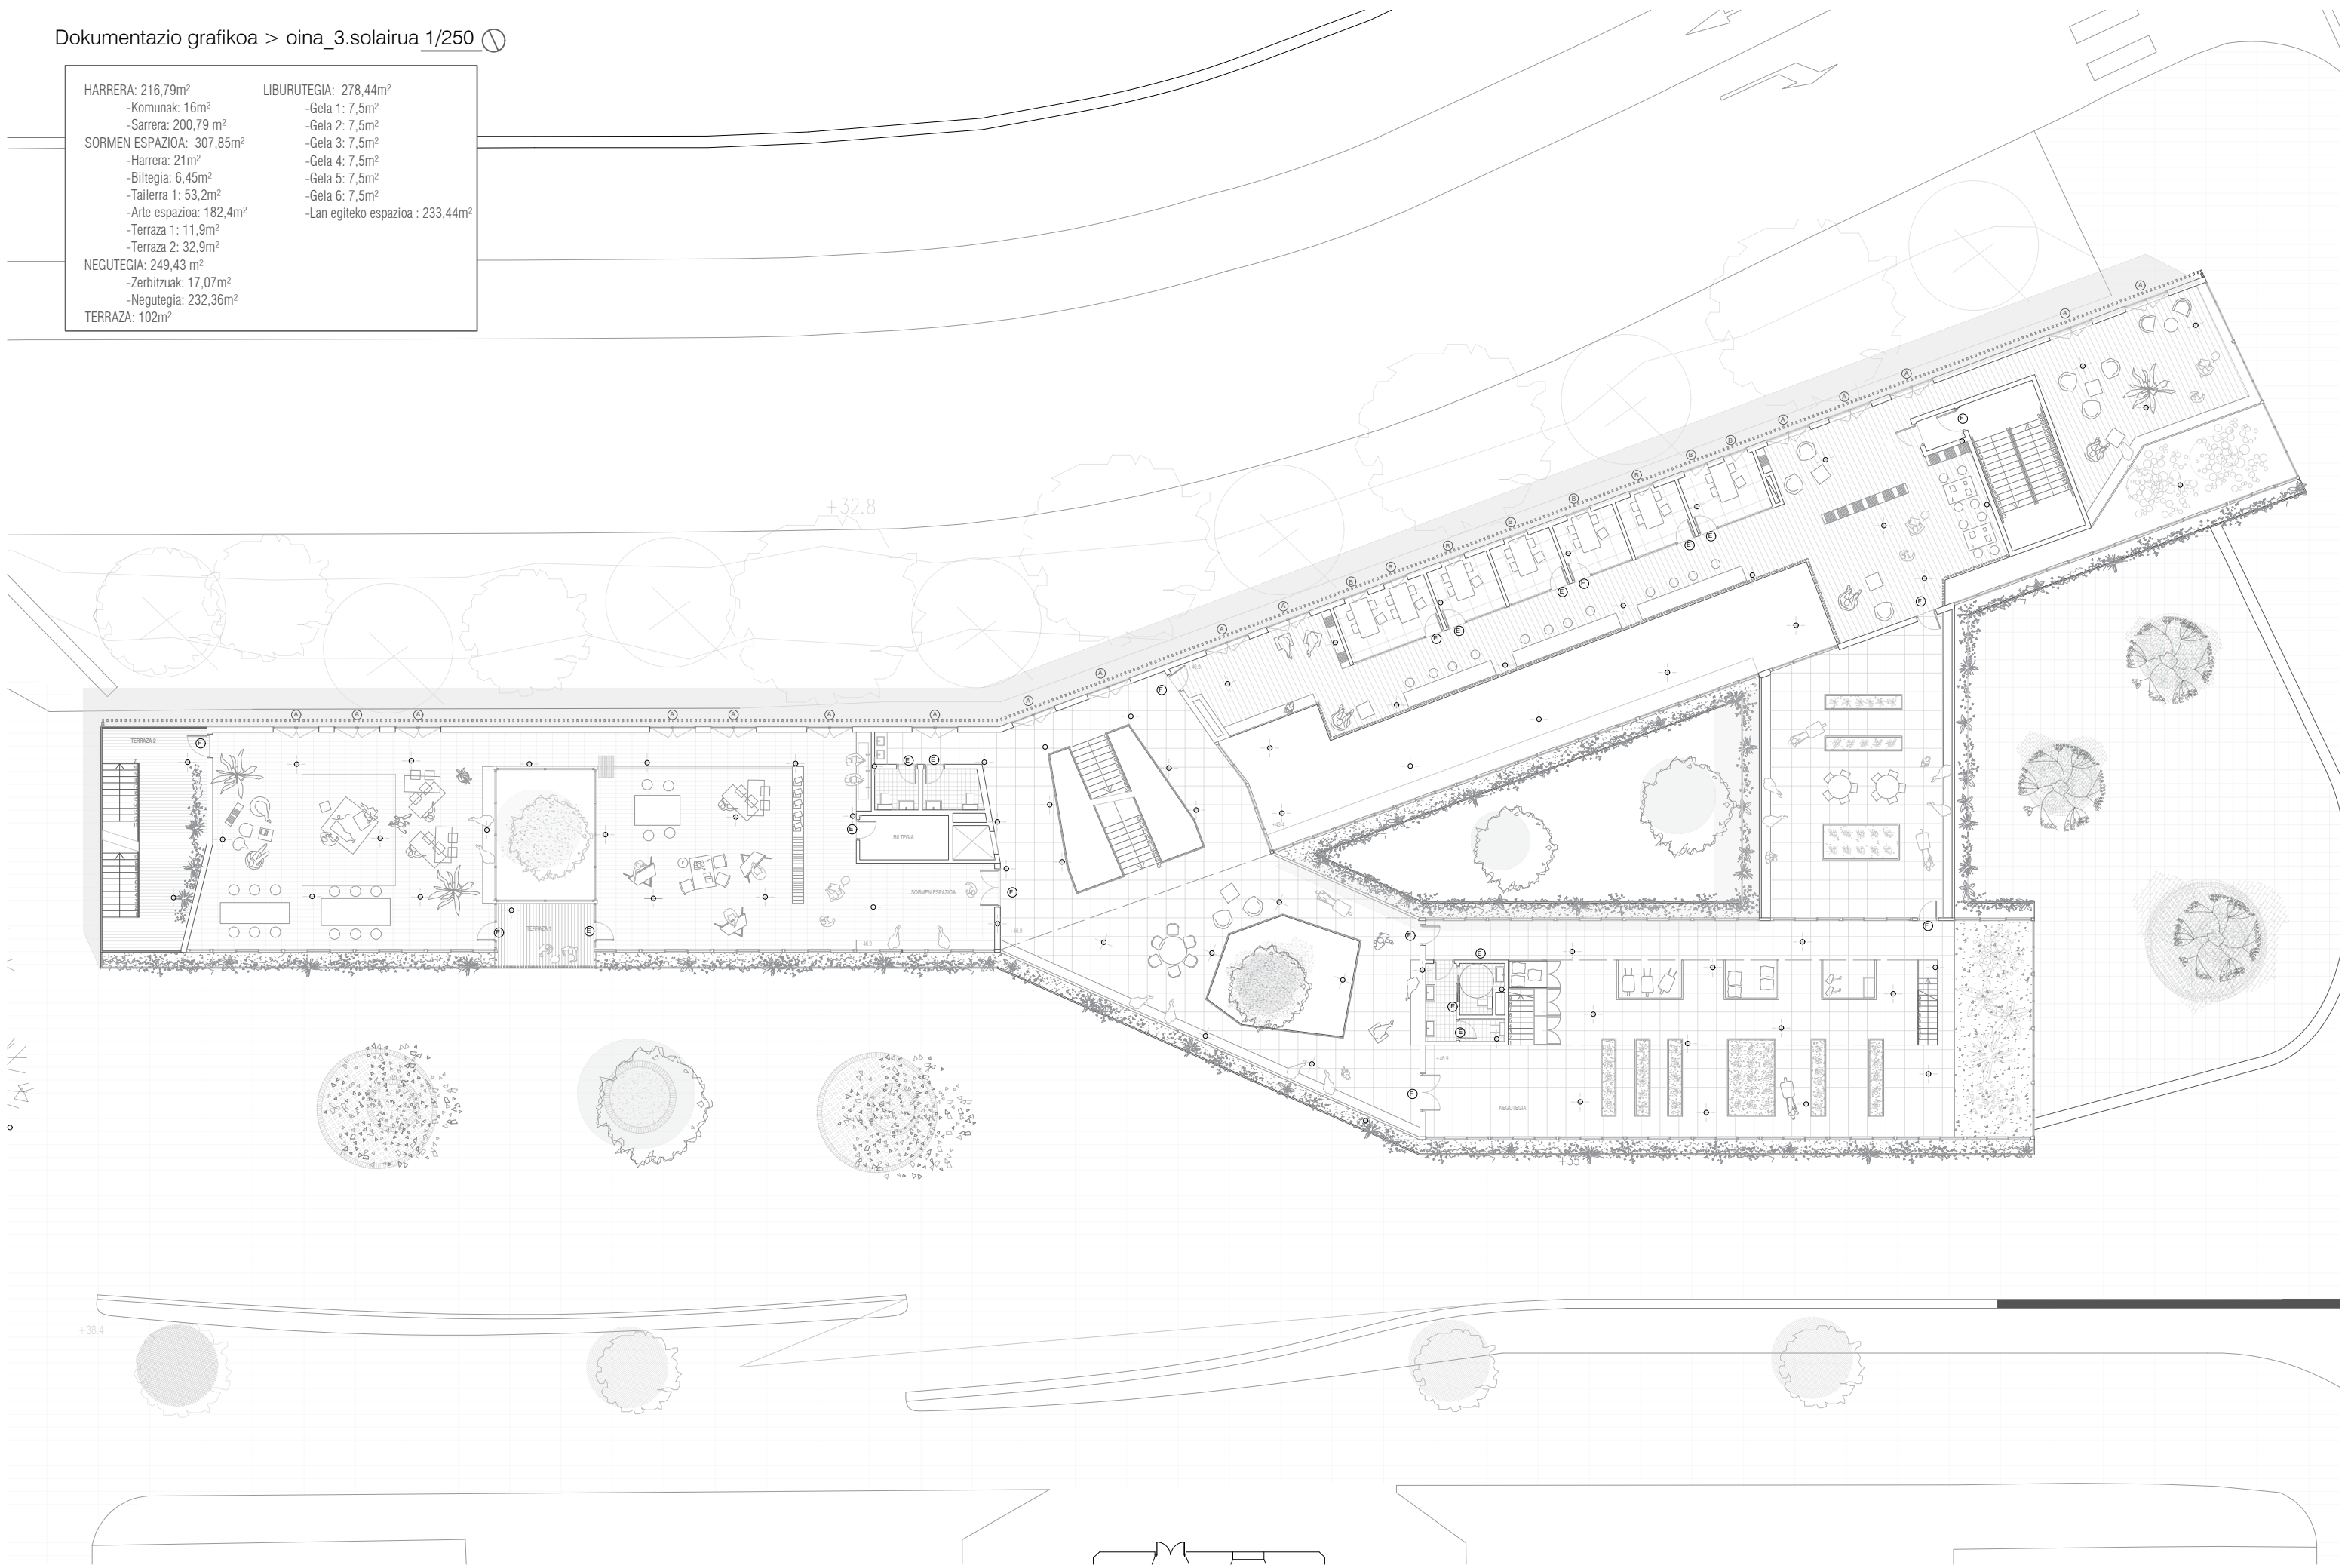 Dokumentazio grafikoa > oina_3.solairua 1/250
HARRERA: 216,79m²
-Komunak: 16m²
-Sarrera: 200,79 m²
SORMEN ESPAZIOA: 307,85m²
-Harrera: 21m²
-Biltegia: 6,45m²
-Tailerra 1: 53,2m²
-Arte espazioa: 182,4m²
-Terraza 1: 11,9m²
-Terraza 2: 32,9m²
NEGUTEGIA: 249,43 m²
-Zerbitzuak: 17,07m²
-Negutegia: 232,36m²
TERRAZA: 102m²
LIBURUTEGIA: 278,44m²
-Gela 1: 7,5m²
-Gela 2: 7,5m²
-Gela 3: 7,5m²
-Gela 4: 7,5m²
-Gela 5: 7,5m²
-Gela 6: 7,5m²
-Lan egiteko espazioa : 233,44m²
+32.8
TERRAZA 2
BILTEGIA
SORMEN ESPAZIOA
TERRAZA 1
NEGUTEGIA
+35
+38.4